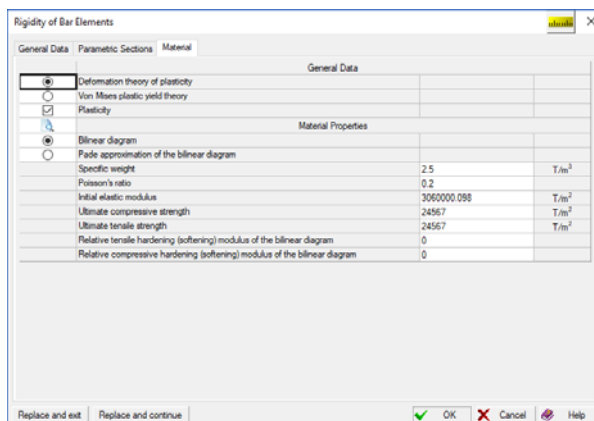 Rigidity of Bar Elements
General Data Parametric Sections Material
General Data
Deformation theory of plasticity
Von Mises plastic yield theory
Plasticity
Material Properties
Bilinear diagram
Pade approximation of the bilinear diagram
Specific weight 2.5 T/m³
Poisson's ratio 0.2
Initial elastic modulus 3060000.098 T/m²
Ultimate compressive strength 24567 T/m²
Ultimate tensile strength 24567 T/m²
Relative tensile hardening (softening) modulus of the bilinear diagram 0
Relative compressive hardening (softening) modulus of the bilinear diagram 0
Replace and exit Replace and continue OK Cancel Help